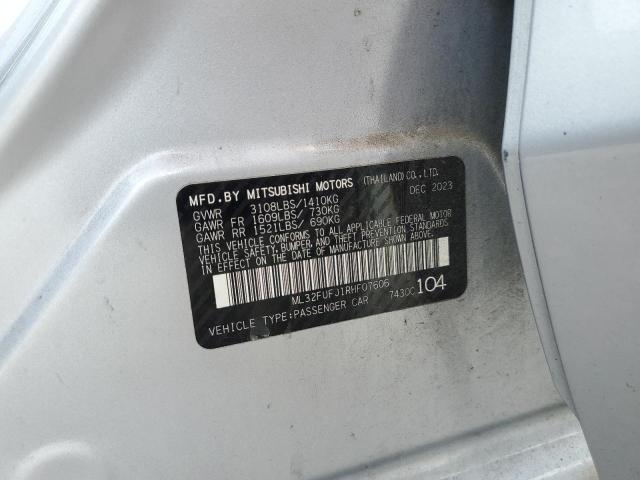 MFD. BY MITSUBISHI MOTORS (THAILAND) CO., LTD.
GVWR 3108LBS/1410KG DEC 2023
GAWR FR 1609LBS/ 730KG
GAWR RR 1521LBS/ 690KG
THIS VEHICLE CONFORMS TO ALL APPLICABLE FEDERAL MOTOR
VEHICLE SAFETY, BUMPER AND THEFT PREVENTION STANDARDS
IN EFFECT ON THE DATE OF MANUFACTURE SHOWN ABOVE.
ML32FUFJ1RHF07606
VEHICLE TYPE:PASSENGER CAR 7430C 104